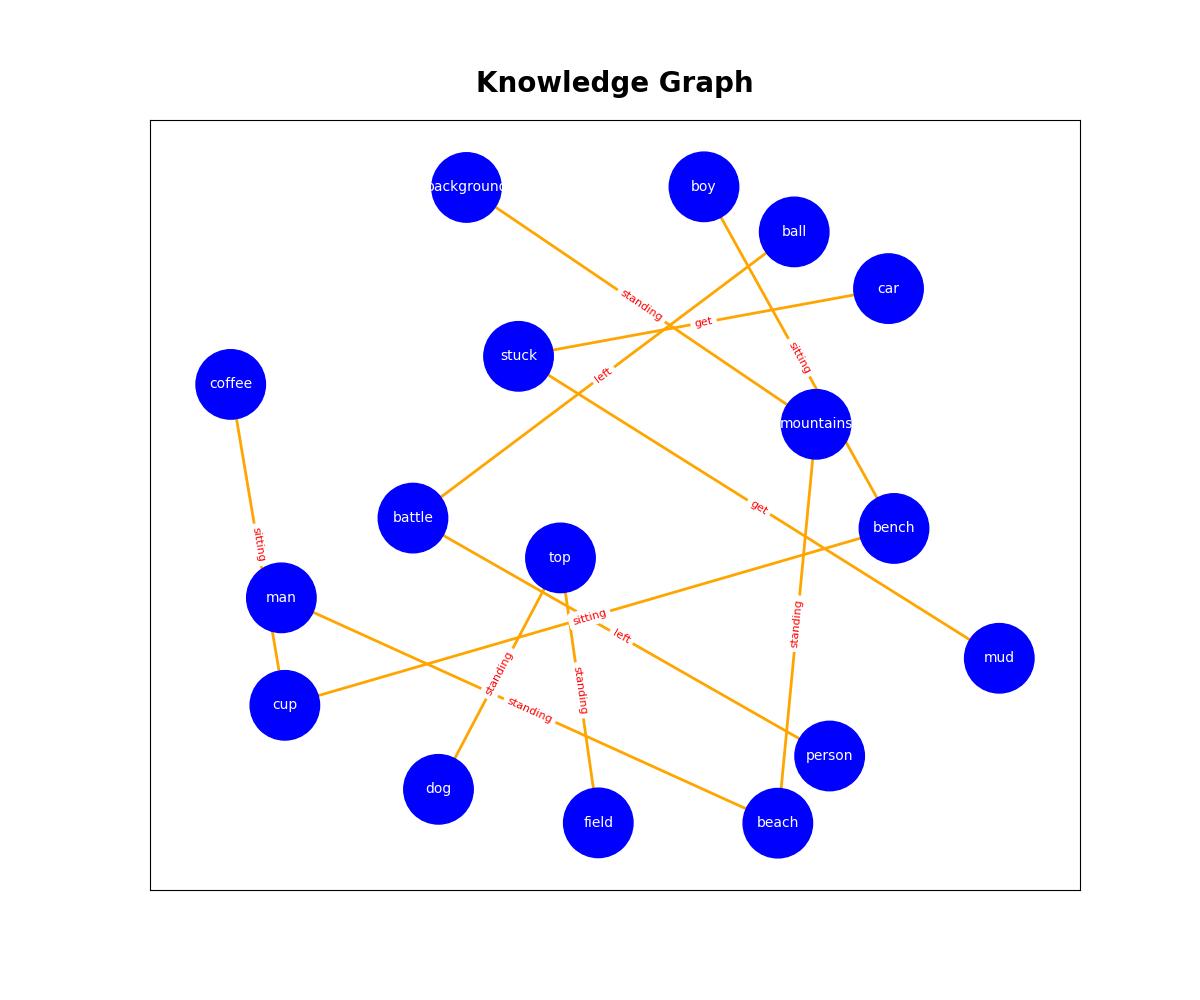 Knowledge Graph
background
boy
ball
car
standing
get
stuck
sitting
left
coffee
mountains
get
battle
bench
sitting
top
man
sitting
standing
left
mud
standing
standing
cup
standing
person
dog
field
beach